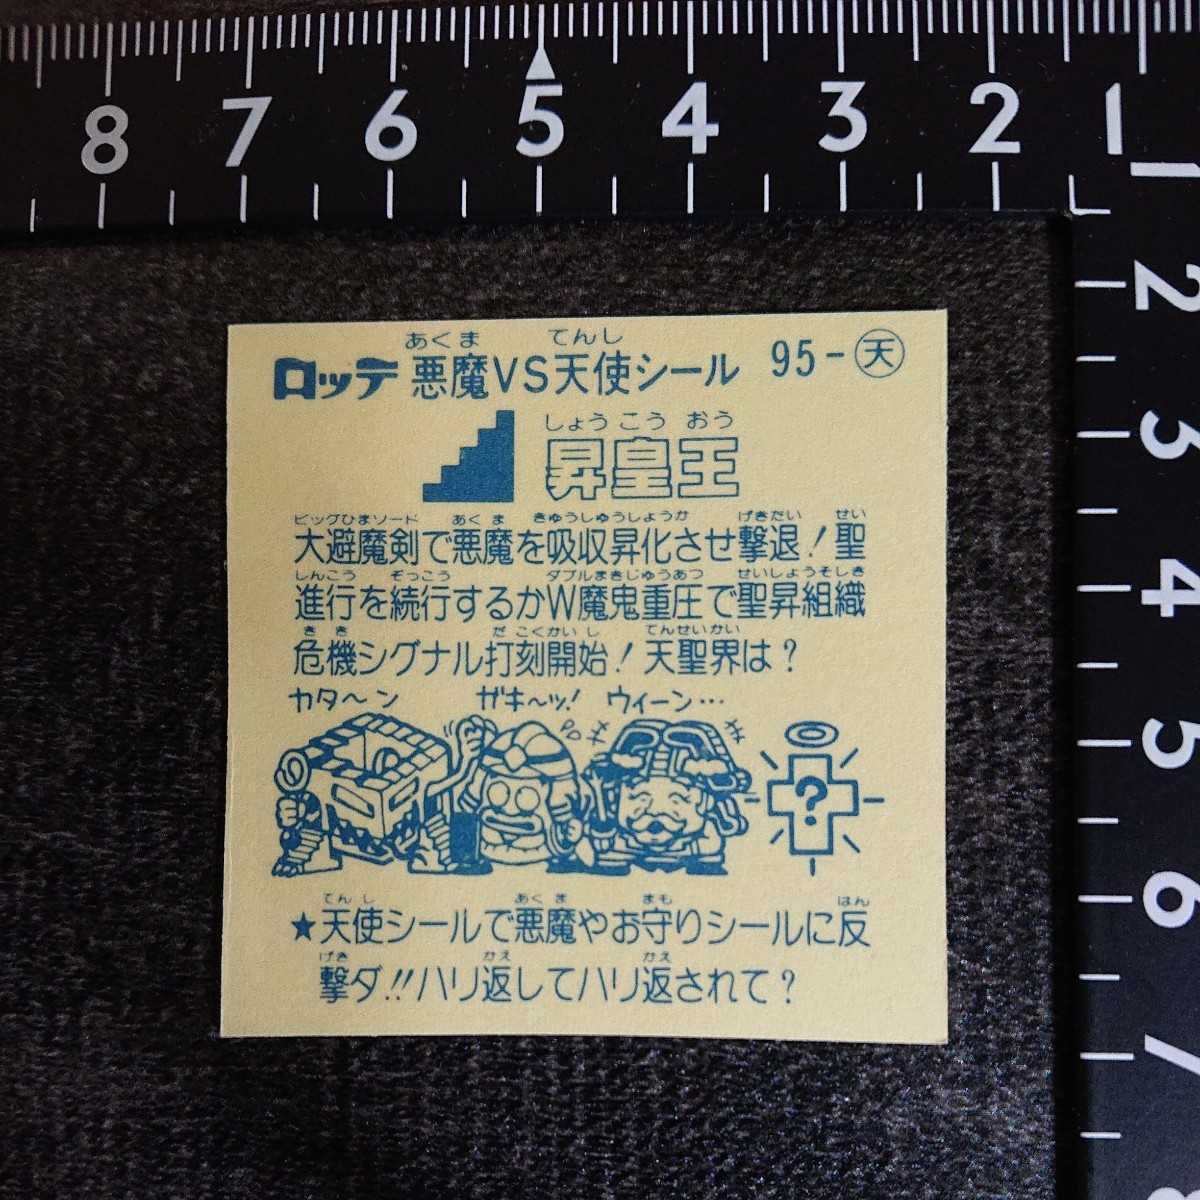 8 7 6 5 4 3 2 1
1
2
3
4
5
6
7
あくま てんし
ロッテ 悪魔VS天使シール 95-天
しょうこうおう
昇皇王
ビッグひまソード あくま きゅうしゅうしょうか げきたい せい
大避魔剣で悪魔を吸収昇化させ撃退!聖
しんこう ぞっこう ダブルまきじゅうあつ せいしょうそしき
進行を続行するかW魔鬼重圧で聖昇組織
きき だこくかいし てんせいかい
危機シグナル打刻開始!天聖界は?
カタ〜ン ガキ〜ッ! ウィーン…
?
てんし あくま まも はん
★天使シールで悪魔やお守りシールに反
げき かえ かえ
撃ダ!!ハリ返してハリ返されて?